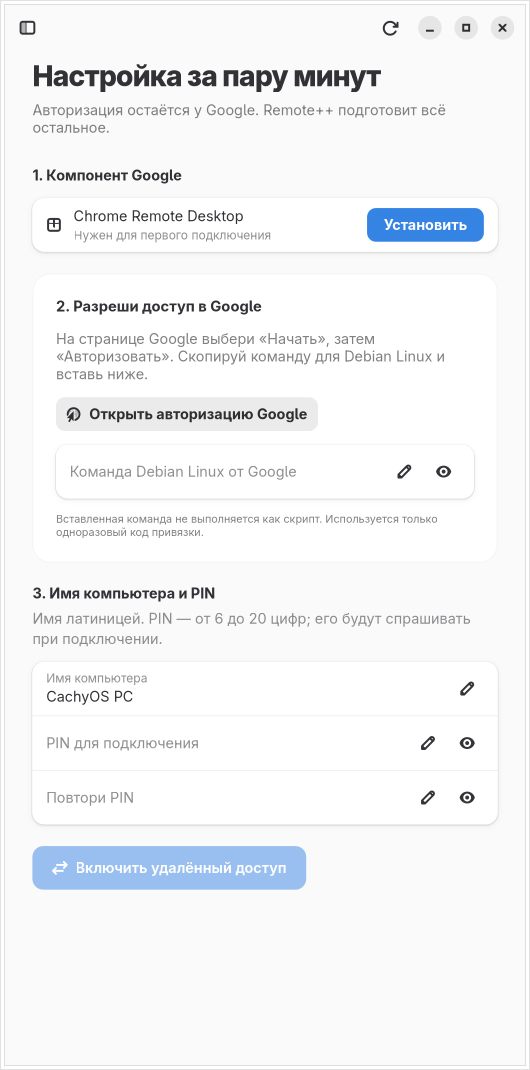 Настройка за пару минут
Авторизация остаётся у Google. Remote++ подготовит всё
остальное.
1. Компонент Google
Chrome Remote Desktop
Нужен для первого подключения
Установить
2. Разреши доступ в Google
На странице Google выбери «Начать», затем
«Авторизовать». Скопируй команду для Debian Linux и
вставь ниже.
Открыть авторизацию Google
Команда Debian Linux от Google
Вставленная команда не выполняется как скрипт. Используется только
одноразовый код привязки.
3. Имя компьютера и PIN
Имя латиницей. PIN — от 6 до 20 цифр; его будут спрашивать
при подключении.
Имя компьютера
CachyOS PC
PIN для подключения
Повтори PIN
Включить удалённый доступ